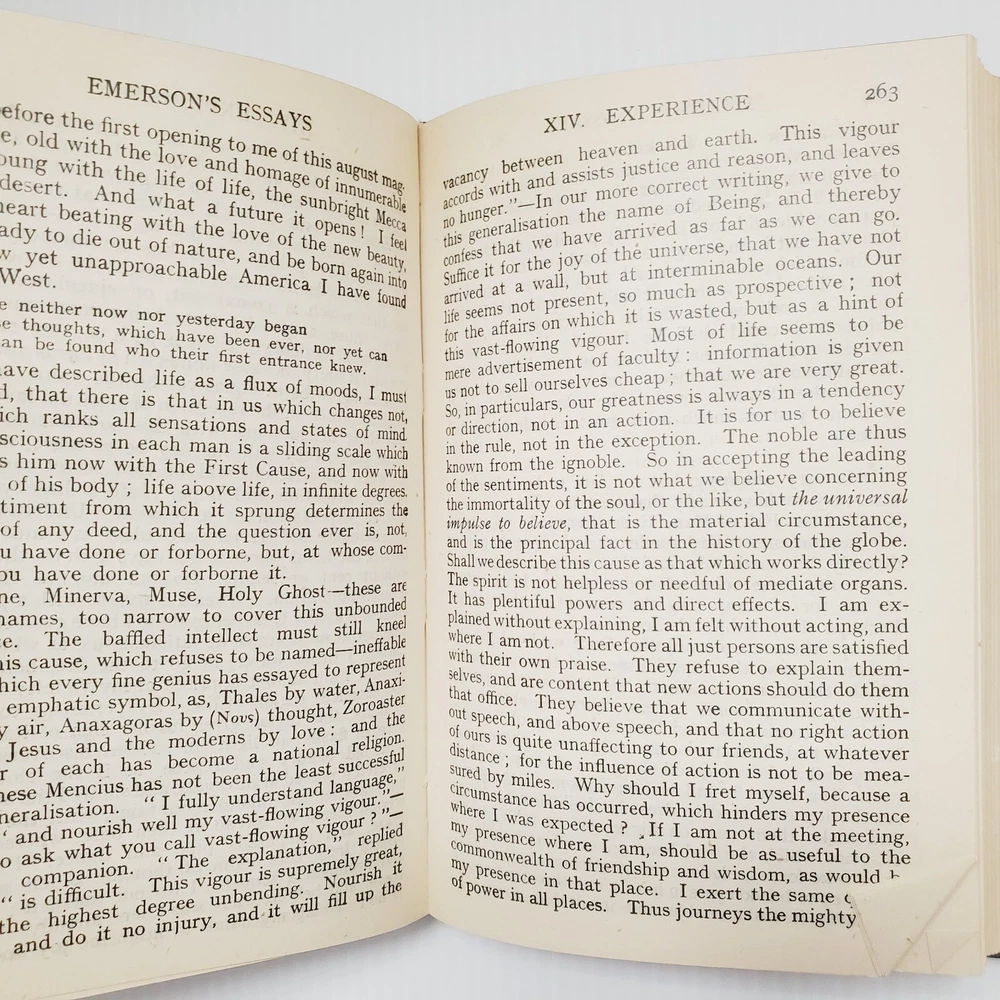 EMERSON'S ESSAYS
efore the first opening to me of this august mag-
e, old with the love and homage of innumerable
oung with the life of life, the sunbright Mecca
desert. And what a future it opens! I feel
heart beating with the love of the new beauty,
ady to die out of nature, and be born again into
w yet unapproachable America I have found
West.
e neither now nor yesterday began
se thoughts, which have been ever, nor yet can
an be found who their first entrance knew.
have described life as a flux of moods, I must
d, that there is that in us which changes not,
ich ranks all sensations and states of mind.
sciousness in each man is a sliding scale which
s him now with the First Cause, and now with
of his body; life above life, in infinite degrees.
timent from which it sprung determines the
of any deed, and the question ever is, not,
u have done or forborne, but, at whose com-
ou have done or forborne it.
ne, Minerva, Muse, Holy Ghost—these are
names, too narrow to cover this unbounded
ce. The baffled intellect must still kneel
his cause, which refuses to be named—ineffable
hich every fine genius has essayed to represent
emphatic symbol, as, Thales by water, Anaxi-
y air, Anaxagoras by (Νους) thought, Zoroaster
Jesus and the moderns by love: and the
r of each has become a national religion.
nese Mencius has not been the least successful
neralisation. "I fully understand language,"
" and nourish well my vast-flowing vigour."—
o ask what you call vast-flowing vigour?"—
companion. "The explanation," replied
"is difficult. This vigour is supremely great,
the highest degree unbending. Nourish it
and do it no injury, and it will fill up the
XIV. EXPERIENCE 263
vacancy between heaven and earth. This vigour
accords with and assists justice and reason, and leaves
no hunger."—In our more correct writing, we give to
this generalisation the name of Being, and thereby
confess that we have arrived as far as we can go.
Suffice it for the joy of the universe, that we have not
arrived at a wall, but at interminable oceans. Our
life seems not present, so much as prospective; not
for the affairs on which it is wasted, but as a hint of
this vast-flowing vigour. Most of life seems to be
mere advertisement of faculty: information is given
us not to sell ourselves cheap; that we are very great.
So, in particulars, our greatness is always in a tendency
or direction, not in an action. It is for us to believe
in the rule, not in the exception. The noble are thus
known from the ignoble. So in accepting the leading
of the sentiments, it is not what we believe concerning
the immortality of the soul, or the like, but the universal
impulse to believe, that is the material circumstance,
and is the principal fact in the history of the globe.
Shall we describe this cause as that which works directly?
The spirit is not helpless or needful of mediate organs.
It has plentiful powers and direct effects. I am ex-
plained without explaining, I am felt without acting, and
where I am not. Therefore all just persons are satisfied
with their own praise. They refuse to explain them-
selves, and are content that new actions should do them
that office. They believe that we communicate with-
out speech, and above speech, and that no right action
of ours is quite unaffecting to our friends, at whatever
distance; for the influence of action is not to be mea-
sured by miles. Why should I fret myself, because a
circumstance has occurred, which hinders my presence
where I was expected? If I am not at the meeting,
my presence where I am, should be as useful to the
commonwealth of friendship and wisdom, as would
my presence in that place. I exert the same
of power in all places. Thus journeys the mighty